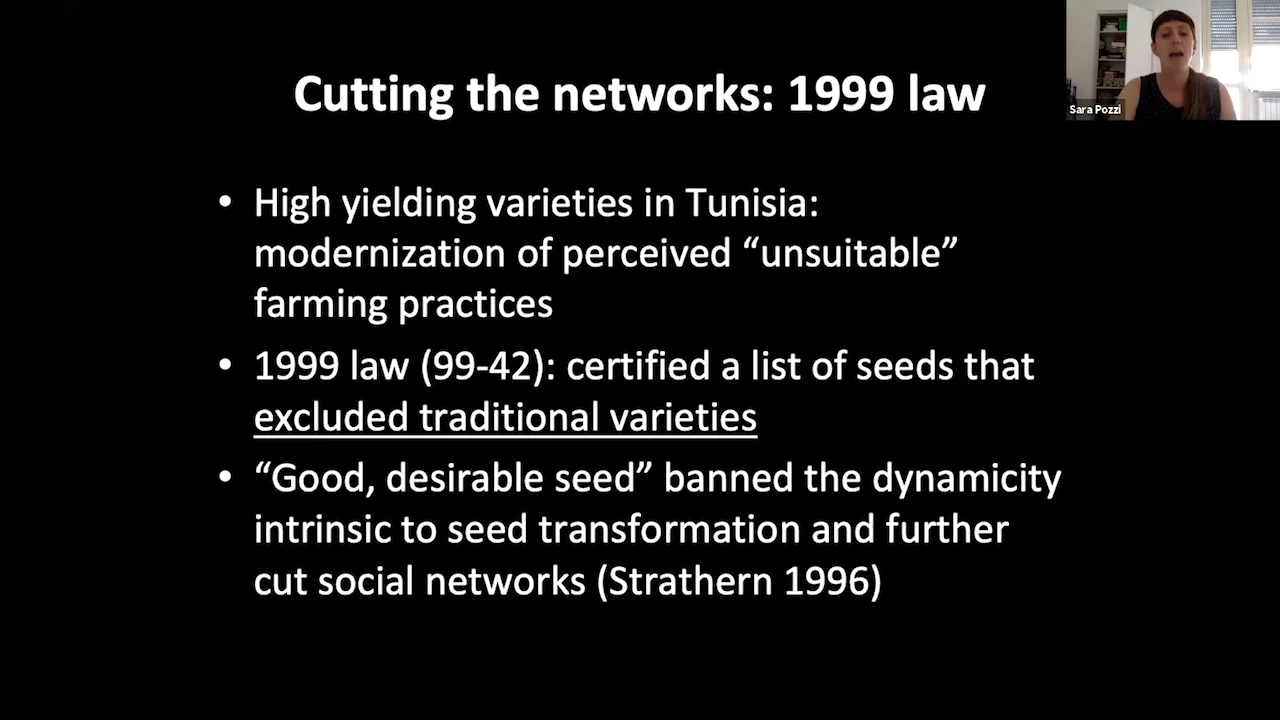 Cutting the networks: 1999 law
Sara Pozzi
• High yielding varieties in Tunisia:
modernization of perceived “unsuitable”
farming practices
• 1999 law (99-42): certified a list of seeds that
excluded traditional varieties
• “Good, desirable seed” banned the dynamicity
intrinsic to seed transformation and further
cut social networks (Strathern 1996)